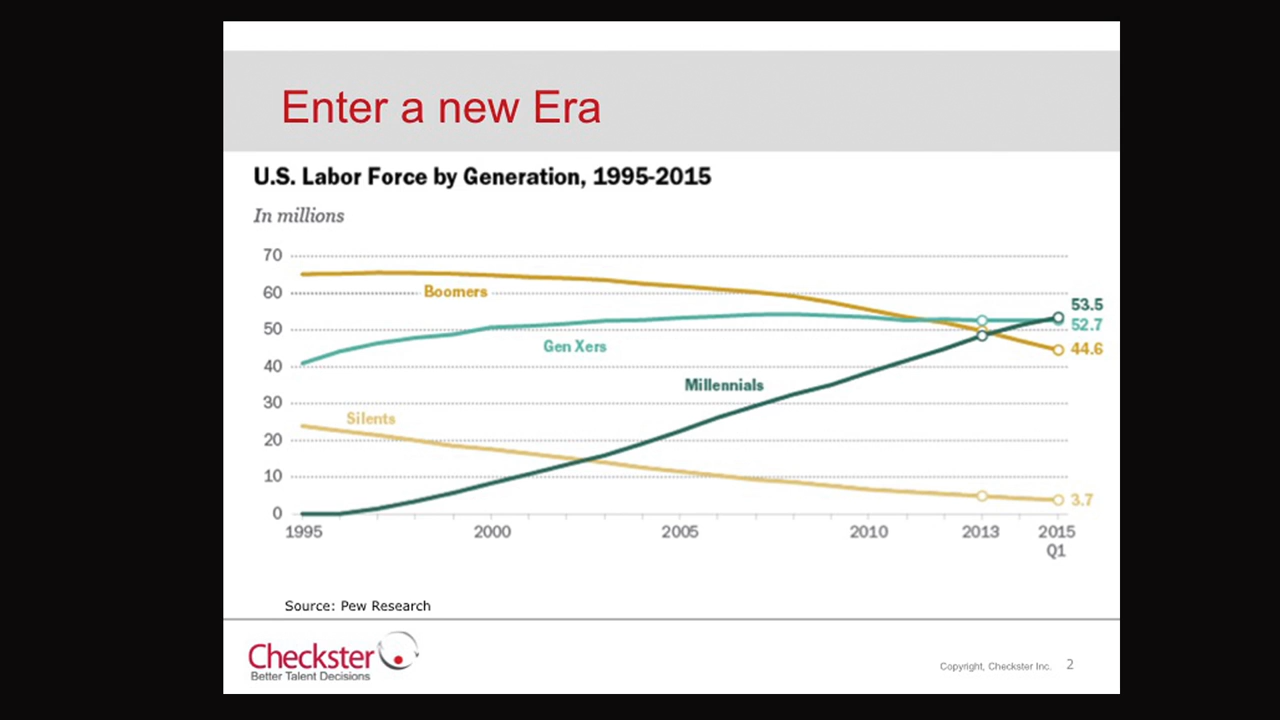 Enter a new Era
U.S. Labor Force by Generation, 1995-2015
In millions
70
60
50
40
30
20
10
0
Boomers
Gen Xers
Millennials
Silents
53.5
52.7
44.6
3.7
1995
2000
2005
2010
2013
2015
Q1
Source: Pew Research
Checkster
Better Talent Decisions
Copyright, Checkster Inc. 2